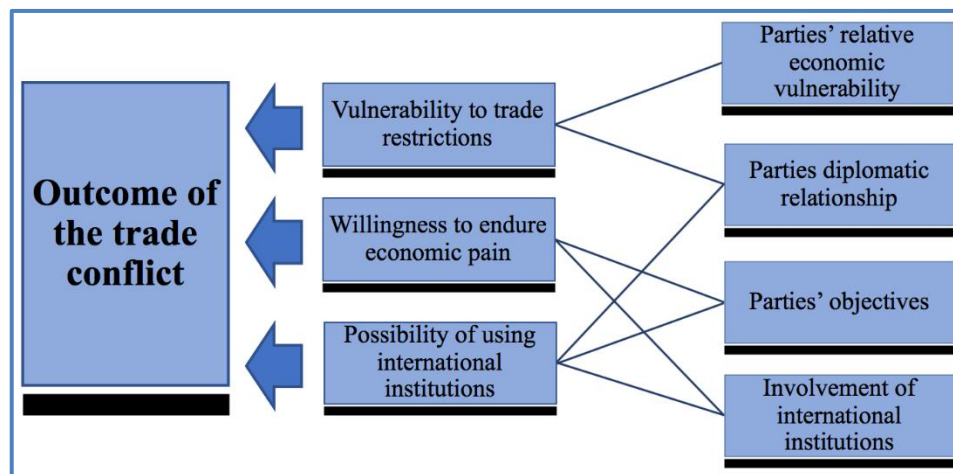 Outcome of
the trade
conflict
Vulnerability to trade
restrictions
Willingness to endure
economic pain
Possibility of using
international
institutions
Parties’ relative
economic
vulnerability
Parties diplomatic
relationship
Parties’ objectives
Involvement of
international
institutions